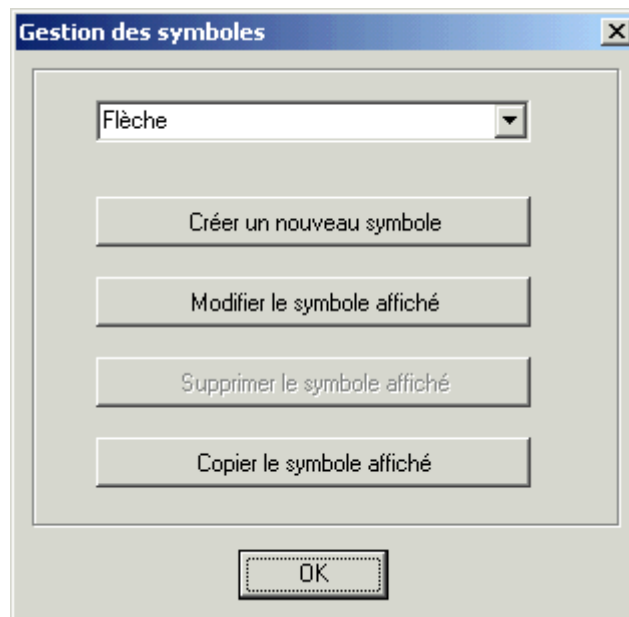 Gestion des symboles
Flèche
Créer un nouveau symbole
Modifier le symbole affiché
Supprimer le symbole affiché
Copier le symbole affiché
OK